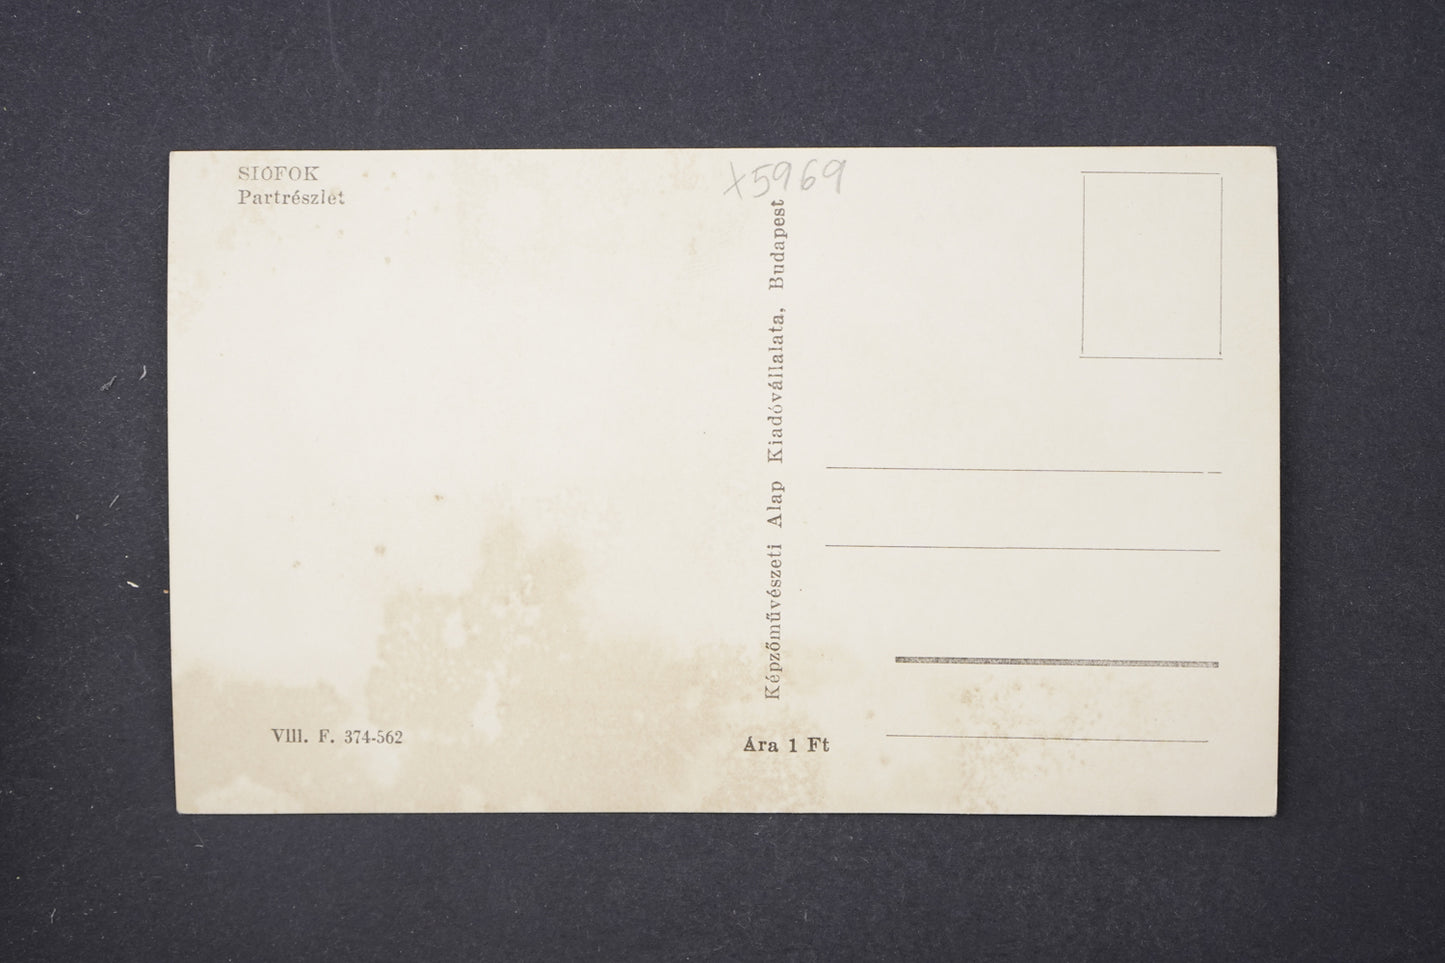 SIÓFOK
Partrészlet
x5969
Képzőművészeti Alap Kiadóvállalata, Budapest
VIII. F. 374-562
Ára 1 Ft